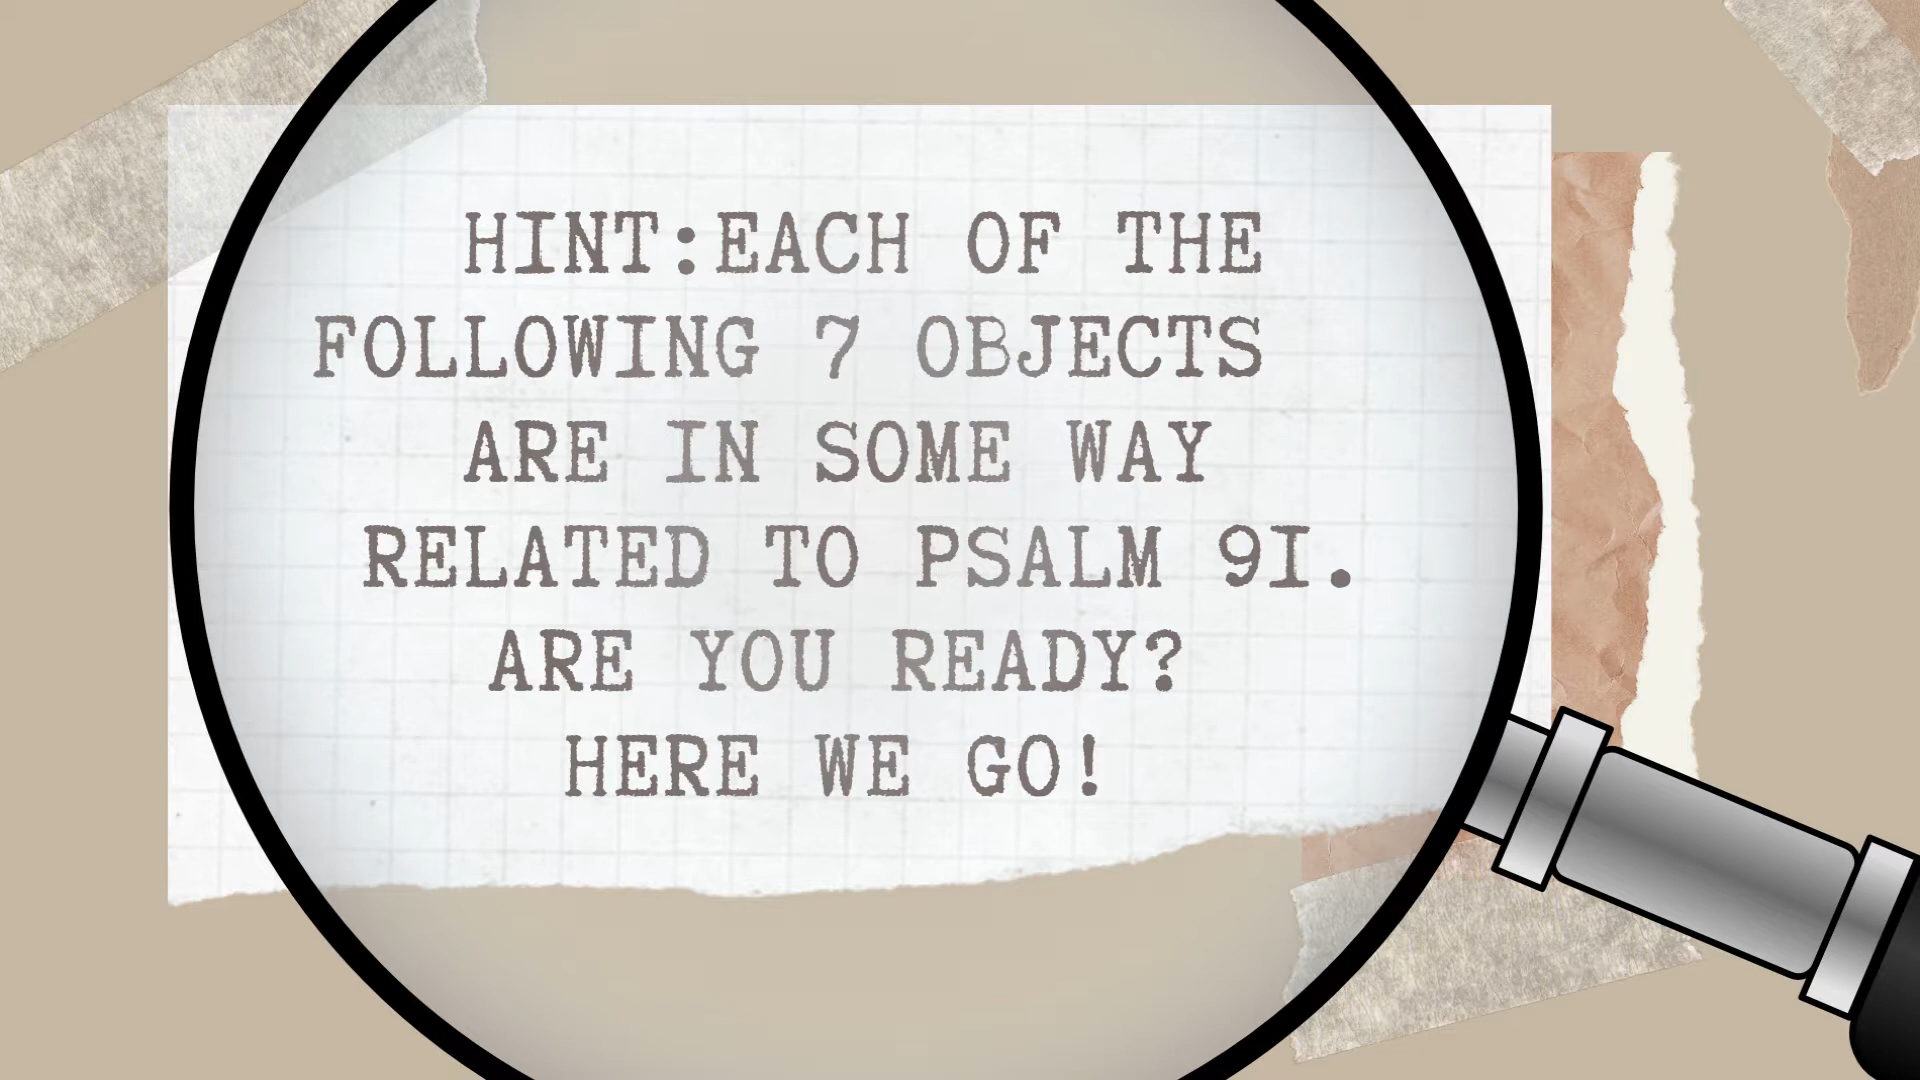 HINT:EACH OF THE
FOLLOWING 7 OBJECTS
ARE IN SOME WAY
RELATED TO PSALM 91.
ARE YOU READY?
HERE WE GO!